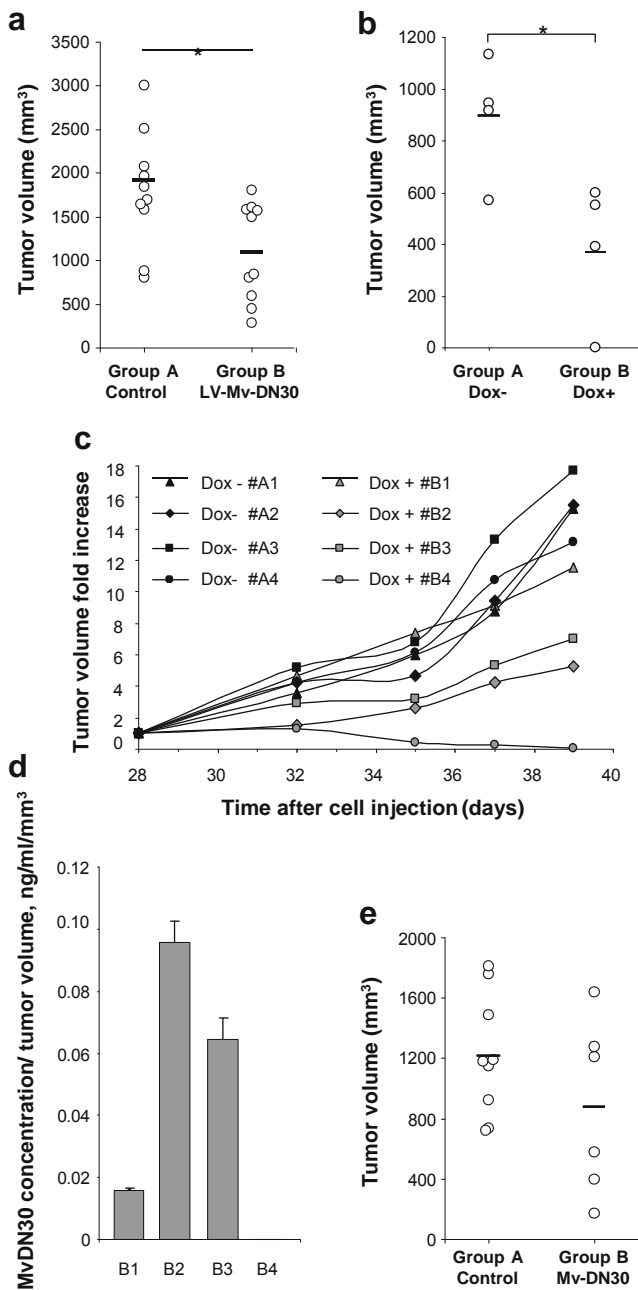 a
Tumor volume (mm3)
3500
3000
2500
2000
1500
1000
500
0
*
Group A
Control
Group B
LV-Mv-DN30
b
Tumor volume (mm3)
1200
1000
800
600
400
200
0
*
Group A
Dox-
Group B
Dox+
c
Tumor volume fold increase
18
16
14
12
10
8
6
4
2
0
Dox - #A1
Dox- #A2
Dox- #A3
Dox- #A4
Dox + #B1
Dox + #B2
Dox + #B3
Dox + #B4
28 30 32 34 36 38 40
Time after cell injection (days)
d
MvDN30 concentration/ tumor volume, ng/ml/mm3
0.12
0.10
0.08
0.06
0.04
0.02
0
B1 B2 B3 B4
e
Tumor volume (mm3)
2000
1600
1200
800
400
0
Group A
Control
Group B
Mv-DN30